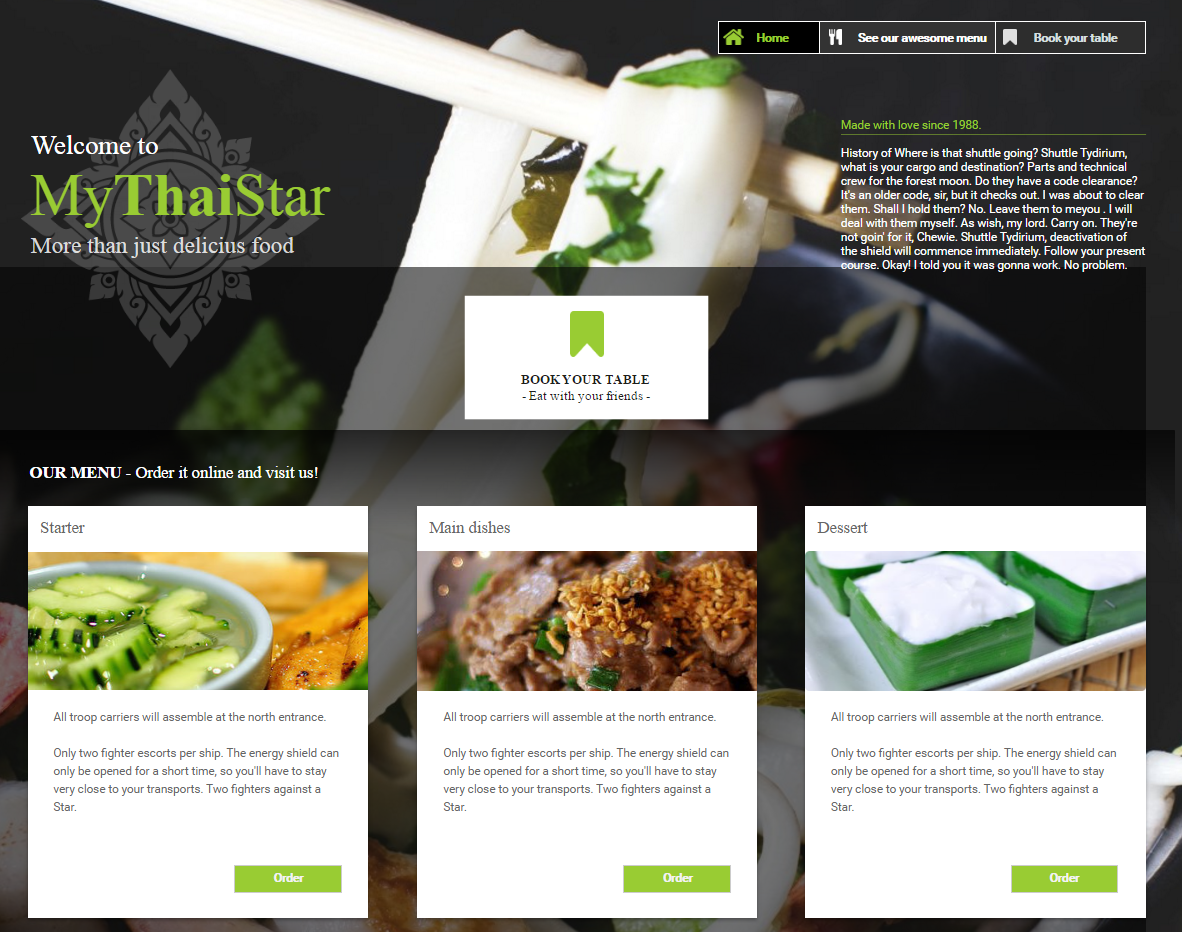 Home
See our awesome menu
Book your table
Welcome to
MyThaiStar
More than just delicius food
Made with love since 1988.
History of Where is that shuttle going? Shuttle Tydirium,
what is your cargo and destination? Parts and technical
crew for the forest moon. Do they have a code clearance?
It's an older code, sir, but it checks out. I was about to clear
them. Shall I hold them? No. Leave them to meyou . I will
deal with them myself. As wish, my lord. Carry on. They're
not goin' for it, Chewie. Shuttle Tydirium, deactivation of
the shield will commence immediately. Follow your present
course. Okay! I told you it was gonna work. No problem.
BOOK YOUR TABLE
- Eat with your friends -
OUR MENU - Order it online and visit us!
Starter
All troop carriers will assemble at the north entrance.
Only two fighter escorts per ship. The energy shield can
only be opened for a short time, so you'll have to stay
very close to your transports. Two fighters against a
Star.
Order
Main dishes
All troop carriers will assemble at the north entrance.
Only two fighter escorts per ship. The energy shield can
only be opened for a short time, so you'll have to stay
very close to your transports. Two fighters against a
Star.
Order
Dessert
All troop carriers will assemble at the north entrance.
Only two fighter escorts per ship. The energy shield can
only be opened for a short time, so you'll have to stay
very close to your transports. Two fighters against a
Star.
Order